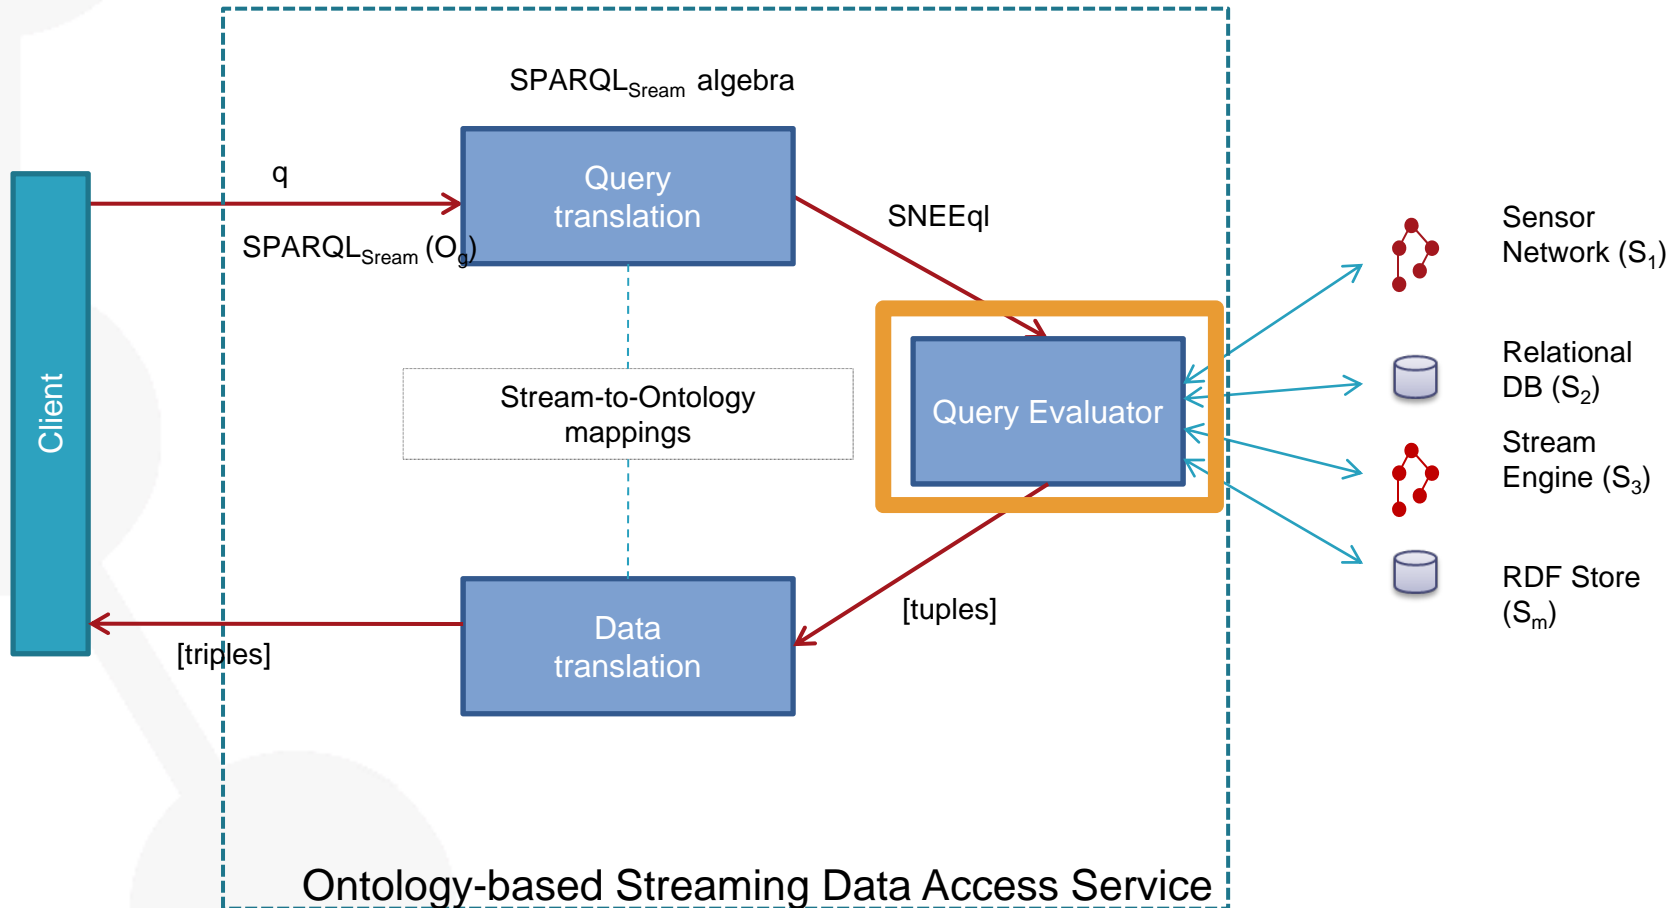 SPARQLSream algebra
Client
q
SPARQLSream (Og)
Query
translation
SNEEql
Stream-to-Ontology
mappings
Query Evaluator
Sensor
Network (S1)
Relational
DB (S2)
Stream
Engine (S3)
RDF Store
(Sm)
[tuples]
Data
translation
[triples]
Ontology-based Streaming Data Access Service